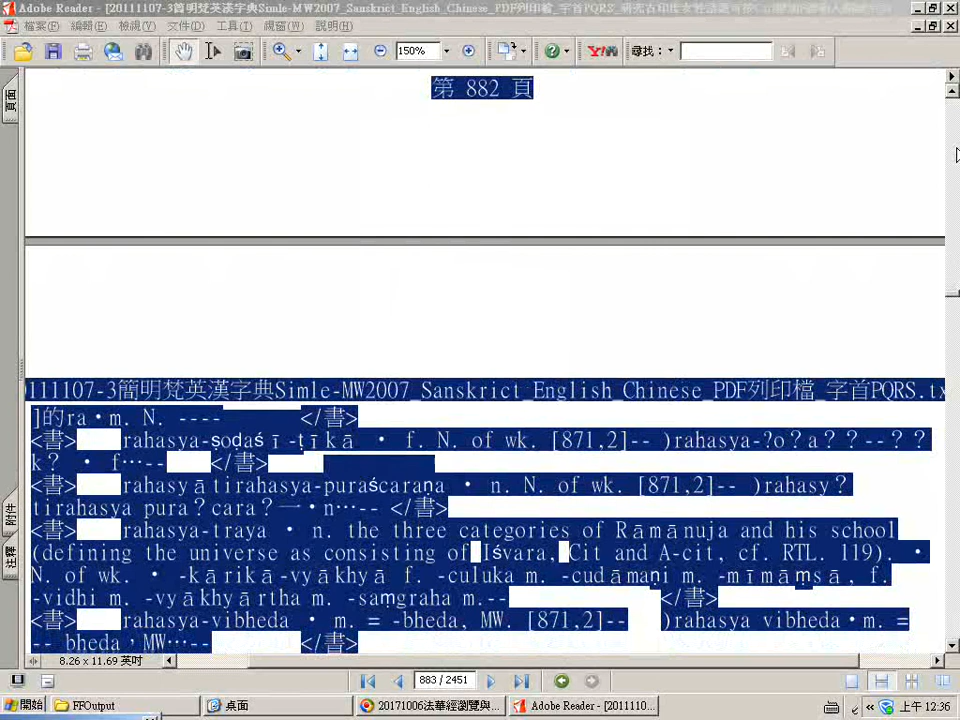 Adobe Reader - [20111107-3簡明梵英漢字典Simle-MW2007_Sanskrict_English_Chinese_PDF列印檔_字首PQRS
檔案(F) 編輯(E) 檢視(V) 文件(D) 工具(T) 視窗(W) 說明(H)
150% Y! 尋找：
頁面
第 882 頁
111107-3簡明梵英漢字典Simle-MW2007_Sanskrict_English_Chinese_PDF列印檔_字首PQRS.tx
]的ra‧m. N. ---- </書>
<書> rahasya-ṣoḍaśī-ṭīkā ‧ f. N. of wk. [871,2]-- )rahasya-?o？a？？--？？
k？ ‧ f…-- </書>
<書> rahasyātirahasya-puraścaraṇa ‧ n. N. of wk. [871,2]-- )rahasy？
tirahasya pura？cara？一‧n…-- </書>
<書> rahasya-traya ‧ n. the three categories of Rāmānuja and his school
(defining the universe as consisting of Iśvara, Cit and A-cit, cf. RTL. 119). ‧
N. of wk. ‧ -kārikā-vyākhyā f. -culuka m. -cudāmaṇi m. -mīmāṃsā, f.
-vidhi m. -vyākhyārtha m. -saṃgraha m.-- </書>
<書> rahasya-vibheda ‧ m. = -bheda, MW. [871,2]-- )rahasya vibheda‧m. =
-- bheda，MW…-- </書>
附件
注釋
8.26 x 11.69 英吋
883 / 2451
開始 FFOutput 桌面 20171006法華經瀏覽與... Adobe Reader - [2011110... 上午 12:36